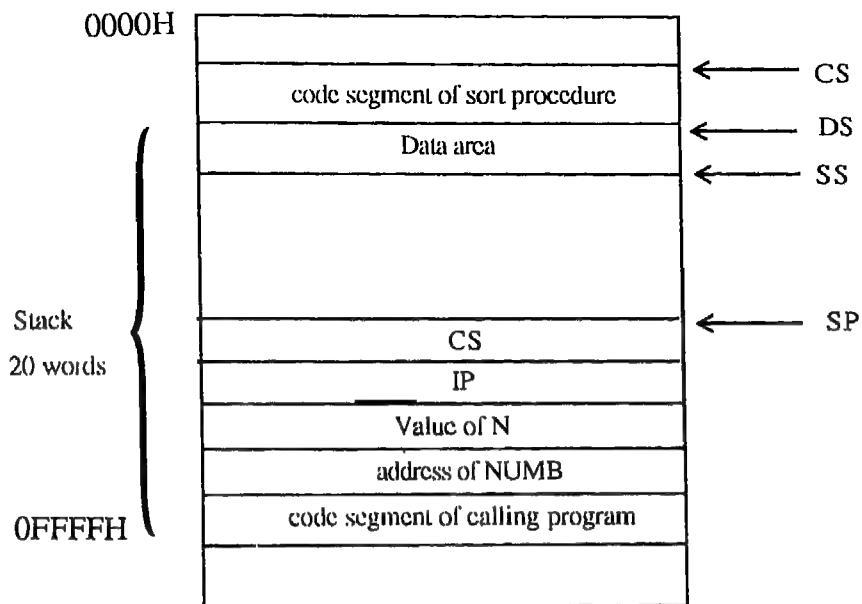 0000H
CS
code segment of sort procedure
DS
Data area
SS
Stack
20 words
SP
CS
IP
Value of N
address of NUMB
code segment of calling program
0FFFFH